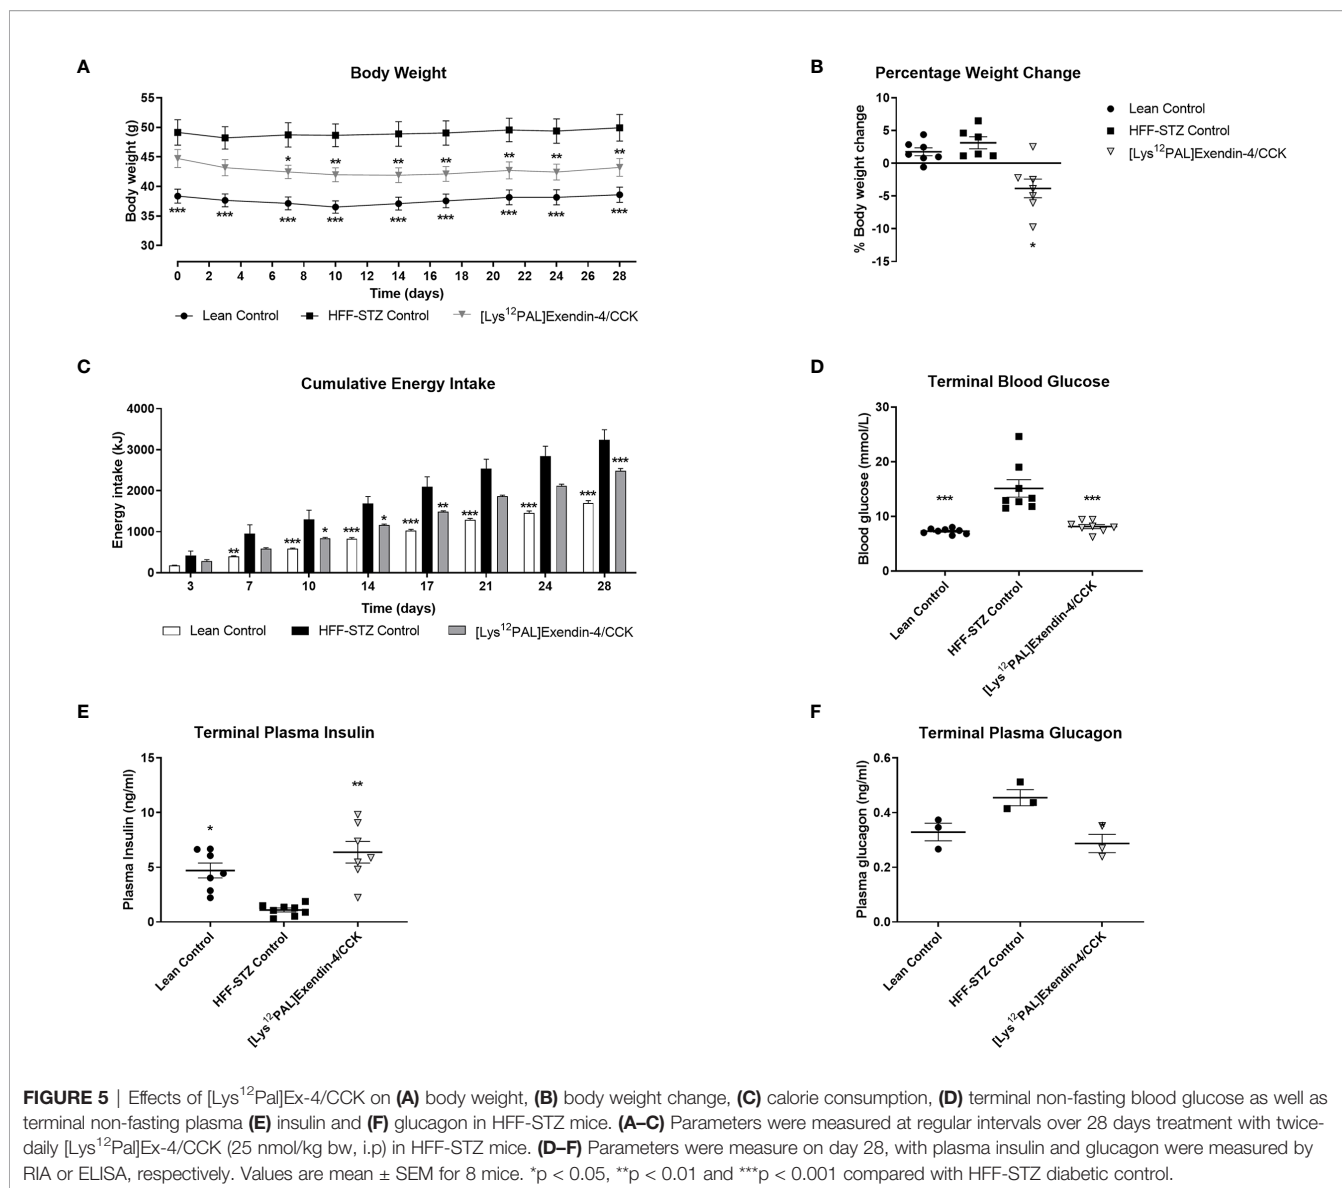 A
Body Weight
55
50
45
40
35
30
Body weight (g)
* ** ** ** ** ** **
*** *** *** *** *** *** *** *** ***
0 2 4 6 8 10 12 14 16 18 20 22 24 26 28
Time (days)
Lean Control HFF-STZ Control [Lys12PAL]Exendin-4/CCK
B
Percentage Weight Change
10
5
0
-5
-10
-15
% Body weight change
*
Lean Control
HFF-STZ Control
[Lys12PAL]Exendin-4/CCK
C
Cumulative Energy Intake
4000
3000
2000
1000
0
Energy intake (kJ)
** *** * *** * *** ** *** *** *** ***
3 7 10 14 17 21 24 28
Time (days)
Lean Control HFF-STZ Control [Lys12PAL]Exendin-4/CCK
D
Terminal Blood Glucose
30
20
10
0
Blood glucose (mmol/L)
*** ***
Lean Control
HFF-STZ Control
[Lys12PAL]Exendin-4/CCK
E
Terminal Plasma Insulin
15
10
5
0
Plasma Insulin (ng/ml)
* **
Lean Control
HFF-STZ Control
[Lys12PAL]Exendin-4/CCK
F
Terminal Plasma Glucagon
0.6
0.4
0.2
0.0
Plasma glucagon (ng/ml)
Lean Control
HFF-STZ Control
[Lys12PAL]Exendin-4/CCK
FIGURE 5 | Effects of [Lys12Pal]Ex-4/CCK on (A) body weight, (B) body weight change, (C) calorie consumption, (D) terminal non-fasting blood glucose as well as
terminal non-fasting plasma (E) insulin and (F) glucagon in HFF-STZ mice. (A–C) Parameters were measured at regular intervals over 28 days treatment with twice-
daily [Lys12Pal]Ex-4/CCK (25 nmol/kg bw, i.p) in HFF-STZ mice. (D–F) Parameters were measure on day 28, with plasma insulin and glucagon were measured by
RIA or ELISA, respectively. Values are mean ± SEM for 8 mice. *p < 0.05, **p < 0.01 and ***p < 0.001 compared with HFF-STZ diabetic control.